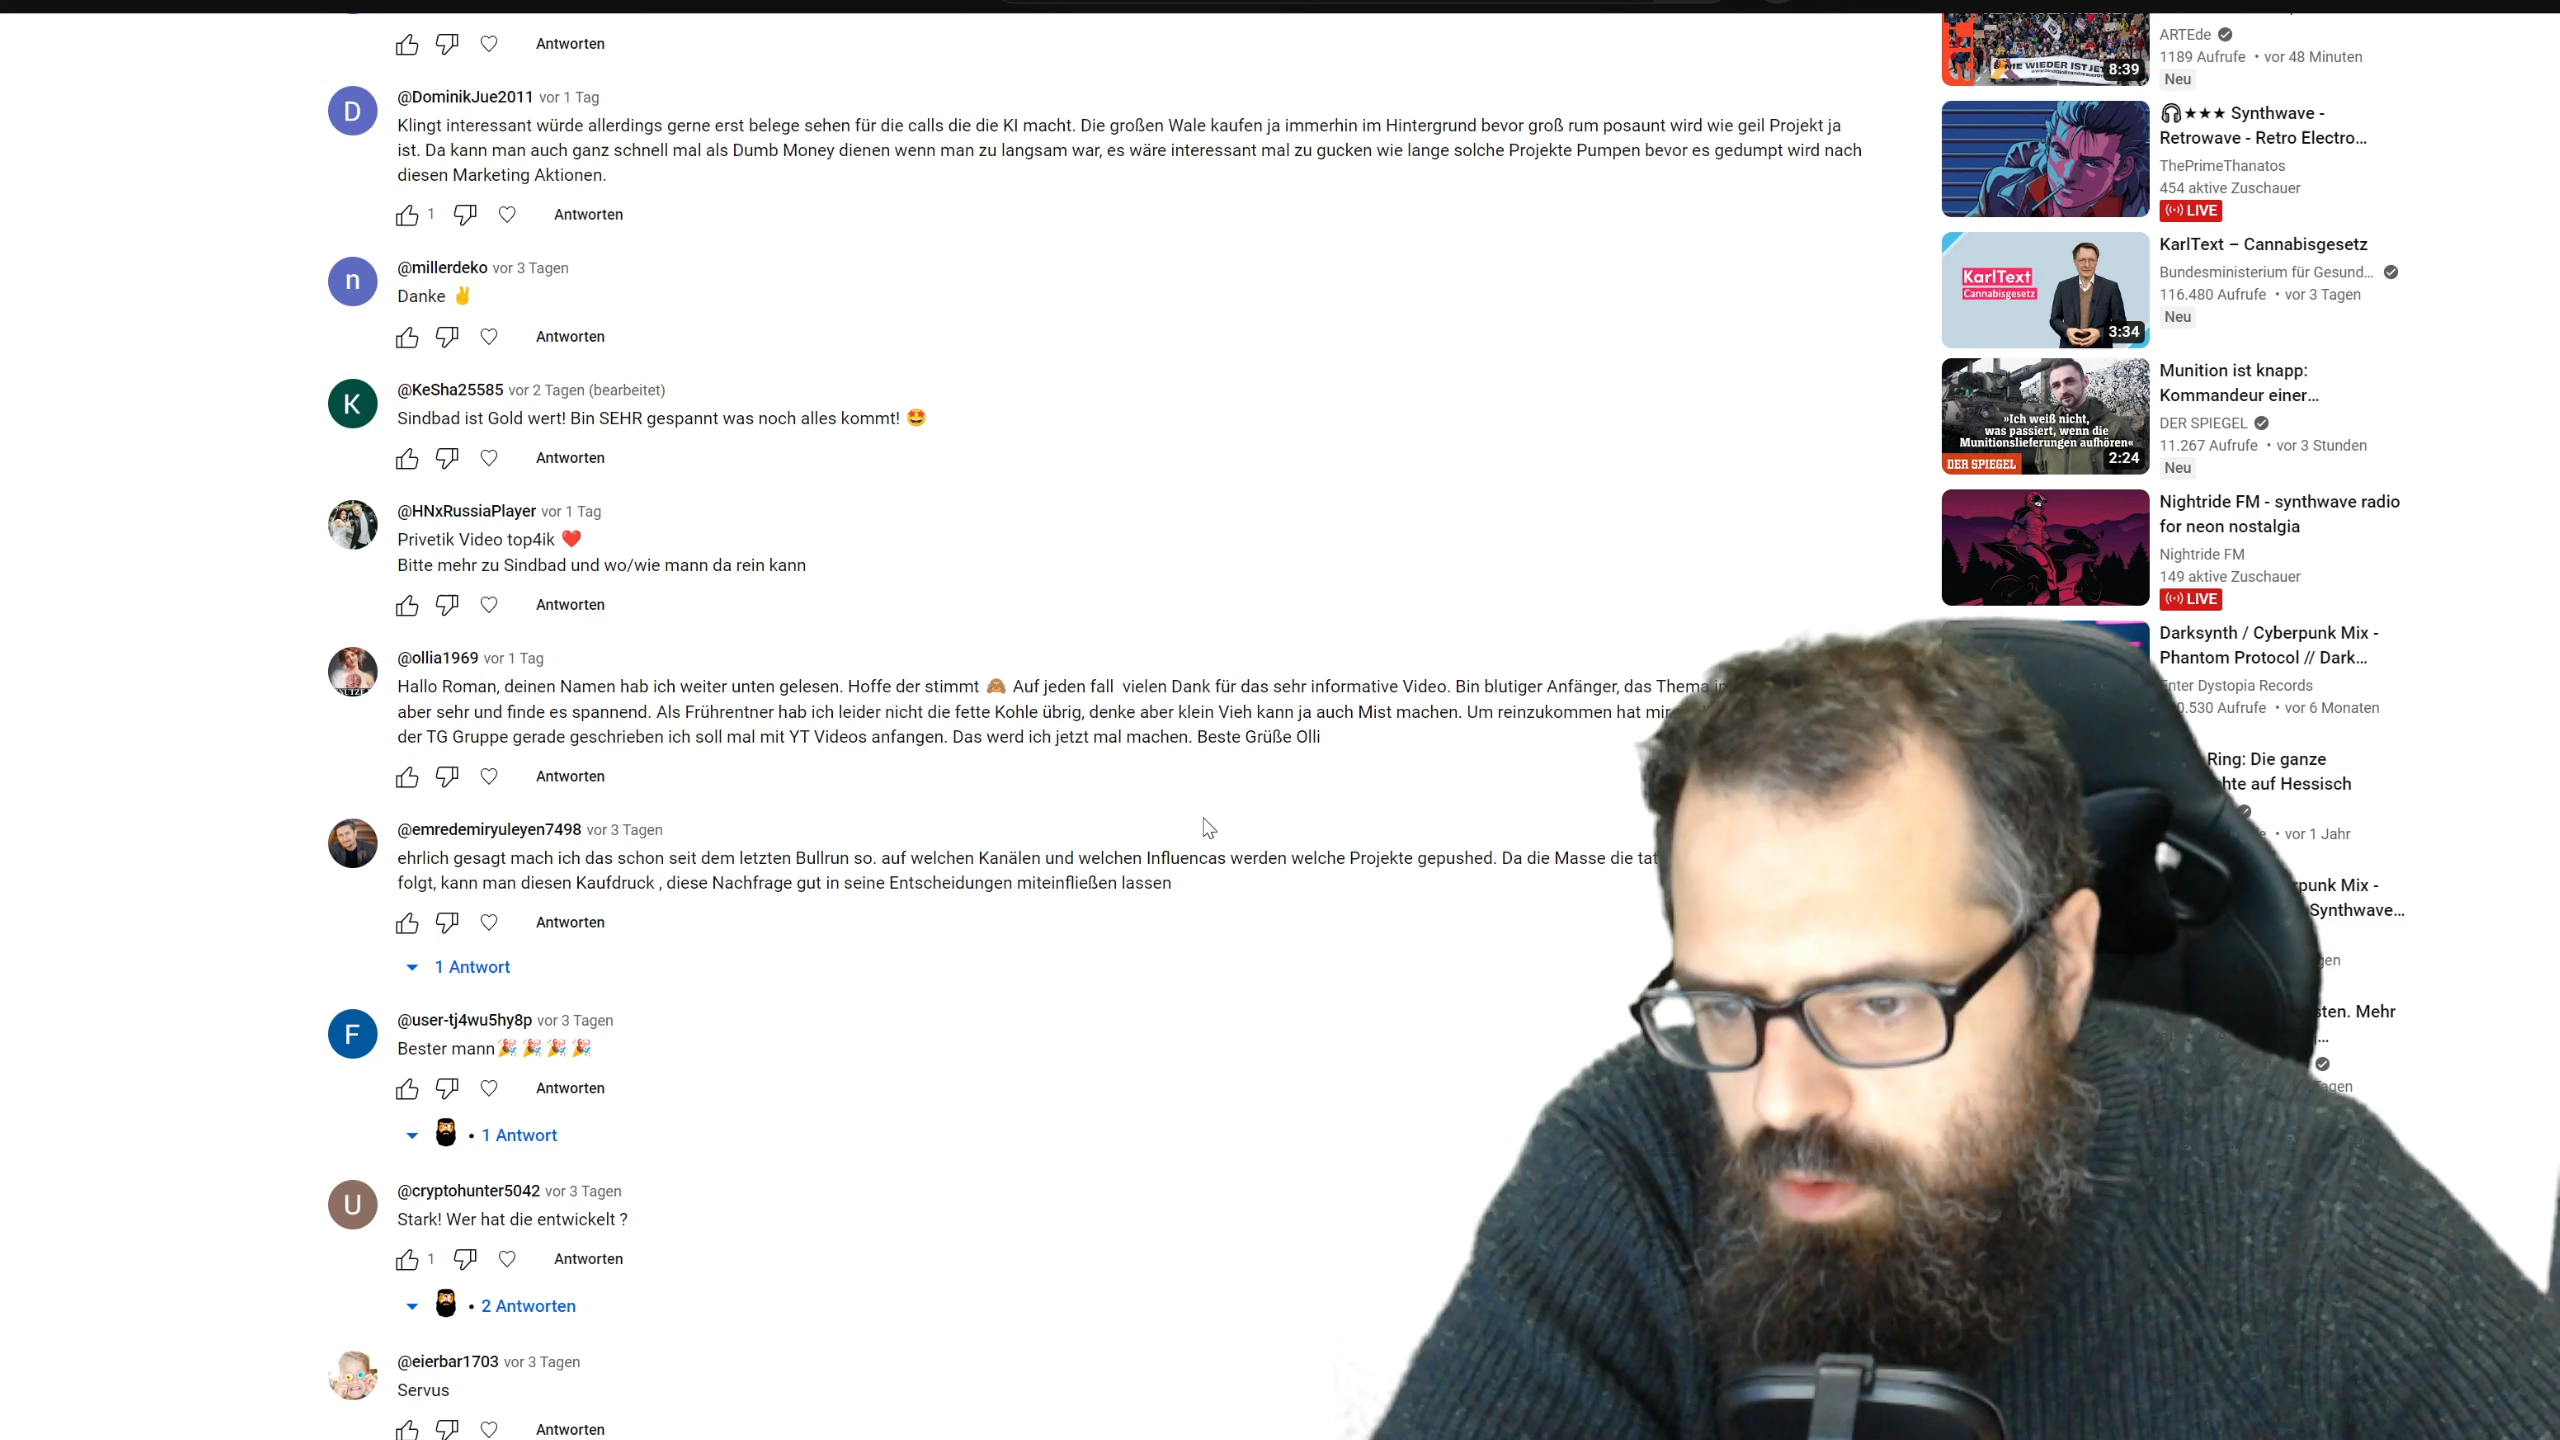 Antworten
@DominikJue2011 vor 1 Tag
Klingt interessant würde allerdings gerne erst belege sehen für die calls die die KI macht. Die großen Wale kaufen ja immerhin im Hintergrund bevor groß rum posaunt wird wie geil Projekt ja
ist. Da kann man auch ganz schnell mal als Dumb Money dienen wenn man zu langsam war, es wäre interessant mal zu gucken wie lange solche Projekte Pumpen bevor es gedumpt wird nach
diesen Marketing Aktionen.
1 Antworten
@millerdeko vor 3 Tagen
Danke ✌️
Antworten
@KeSha25585 vor 2 Tagen (bearbeitet)
Sindbad ist Gold wert! Bin SEHR gespannt was noch alles kommt! 🤩
Antworten
@HNxRussiaPlayer vor 1 Tag
Privetik Video top4ik ❤️
Bitte mehr zu Sindbad und wo/wie mann da rein kann
Antworten
@ollia1969 vor 1 Tag
Hallo Roman, deinen Namen hab ich weiter unten gelesen. Hoffe der stimmt 🙈 Auf jeden fall vielen Dank für das sehr informative Video. Bin blutiger Anfänger, das Thema
aber sehr und finde es spannend. Als Frührentner hab ich leider nicht die fette Kohle übrig, denke aber klein Vieh kann ja auch Mist machen. Um reinzukommen hat
der TG Gruppe gerade geschrieben ich soll mal mit YT Videos anfangen. Das werd ich jetzt mal machen. Beste Grüße Olli
Antworten
@emredemiryuleyen7498 vor 3 Tagen
ehrlich gesagt mach ich das schon seit dem letzten Bullrun so. auf welchen Kanälen und welchen Influencas werden welche Projekte gepushed. Da die Masse die
folgt, kann man diesen Kaufdruck , diese Nachfrage gut in seine Entscheidungen miteinfließen lassen
Antworten
1 Antwort
@user-tj4wu5hy8p vor 3 Tagen
Bester mann🎉 🎉 🎉 🎉
Antworten
• 1 Antwort
@cryptohunter5042 vor 3 Tagen
Stark! Wer hat die entwickelt ?
1 Antworten
• 2 Antworten
@eierbar1703 vor 3 Tagen
Servus
Antworten
D
n
K
F
U
WIEDER IST
8:39
ARTEde
1189 Aufrufe • vor 48 Minuten
Neu
🎧★★★ Synthwave -
Retrowave - Retro Electro...
ThePrimeThanatos
454 aktive Zuschauer
LIVE
KarlText
Cannabisgesetz
3:34
KarlText – Cannabisgesetz
Bundesministerium für Gesund...
116.480 Aufrufe • vor 3 Tagen
Neu
»Ich weiß nicht,
was passiert, wenn die
Munitionslieferungen aufhören«
DER SPIEGEL
2:24
Munition ist knapp:
Kommandeur einer...
DER SPIEGEL
11.267 Aufrufe • vor 3 Stunden
Neu
Nightride FM - synthwave radio
for neon nostalgia
Nightride FM
149 aktive Zuschauer
LIVE
Darksynth / Cyberpunk Mix -
Phantom Protocol // Dark...
Enter Dystopia Records
0.530 Aufrufe • vor 6 Monaten
Ring: Die ganze
auf Hessisch
• vor 1 Jahr
Mix -
Synthwave...
Mehr